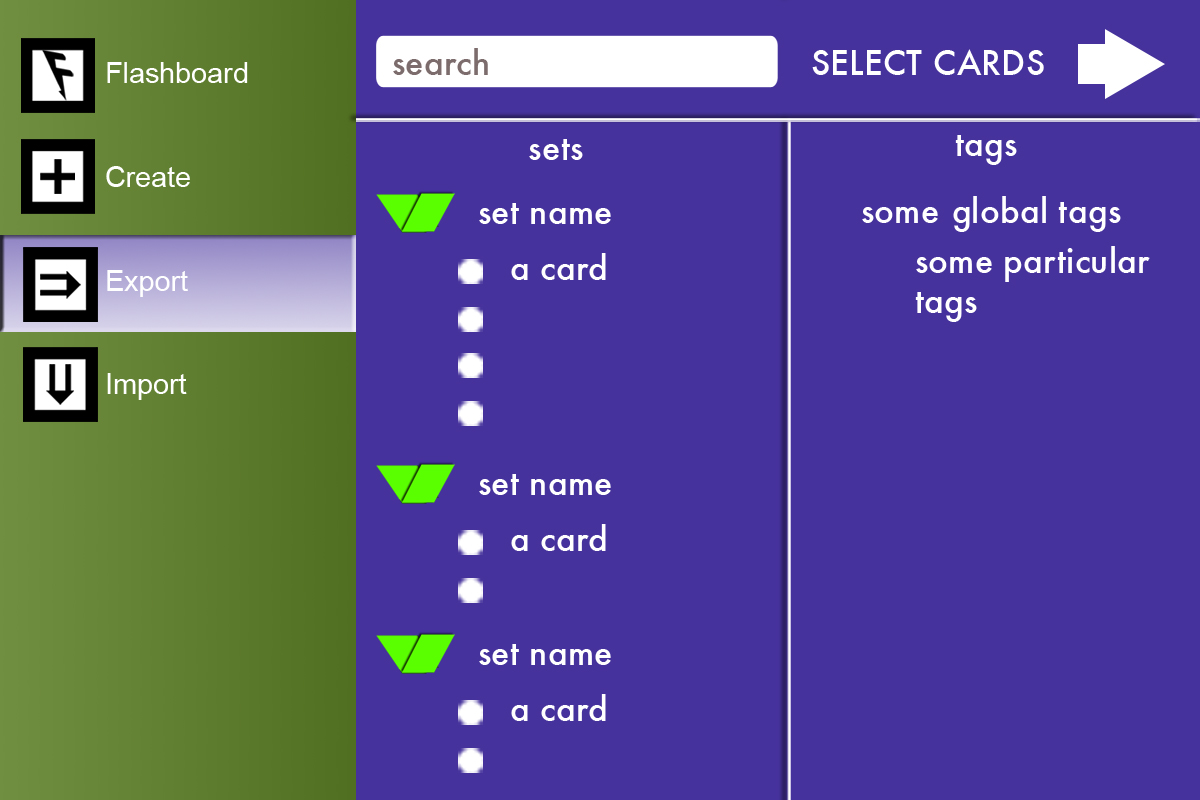 Flashboard
Create
Export
Import
search
SELECT CARDS
sets
set name
a card
set name
a card
set name
a card
tags
some global tags
some particular
tags